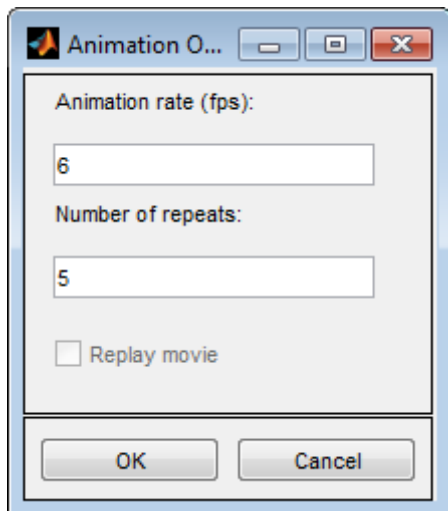 Animation O...
Animation rate (fps):
6
Number of repeats:
5
Replay movie
OK Cancel